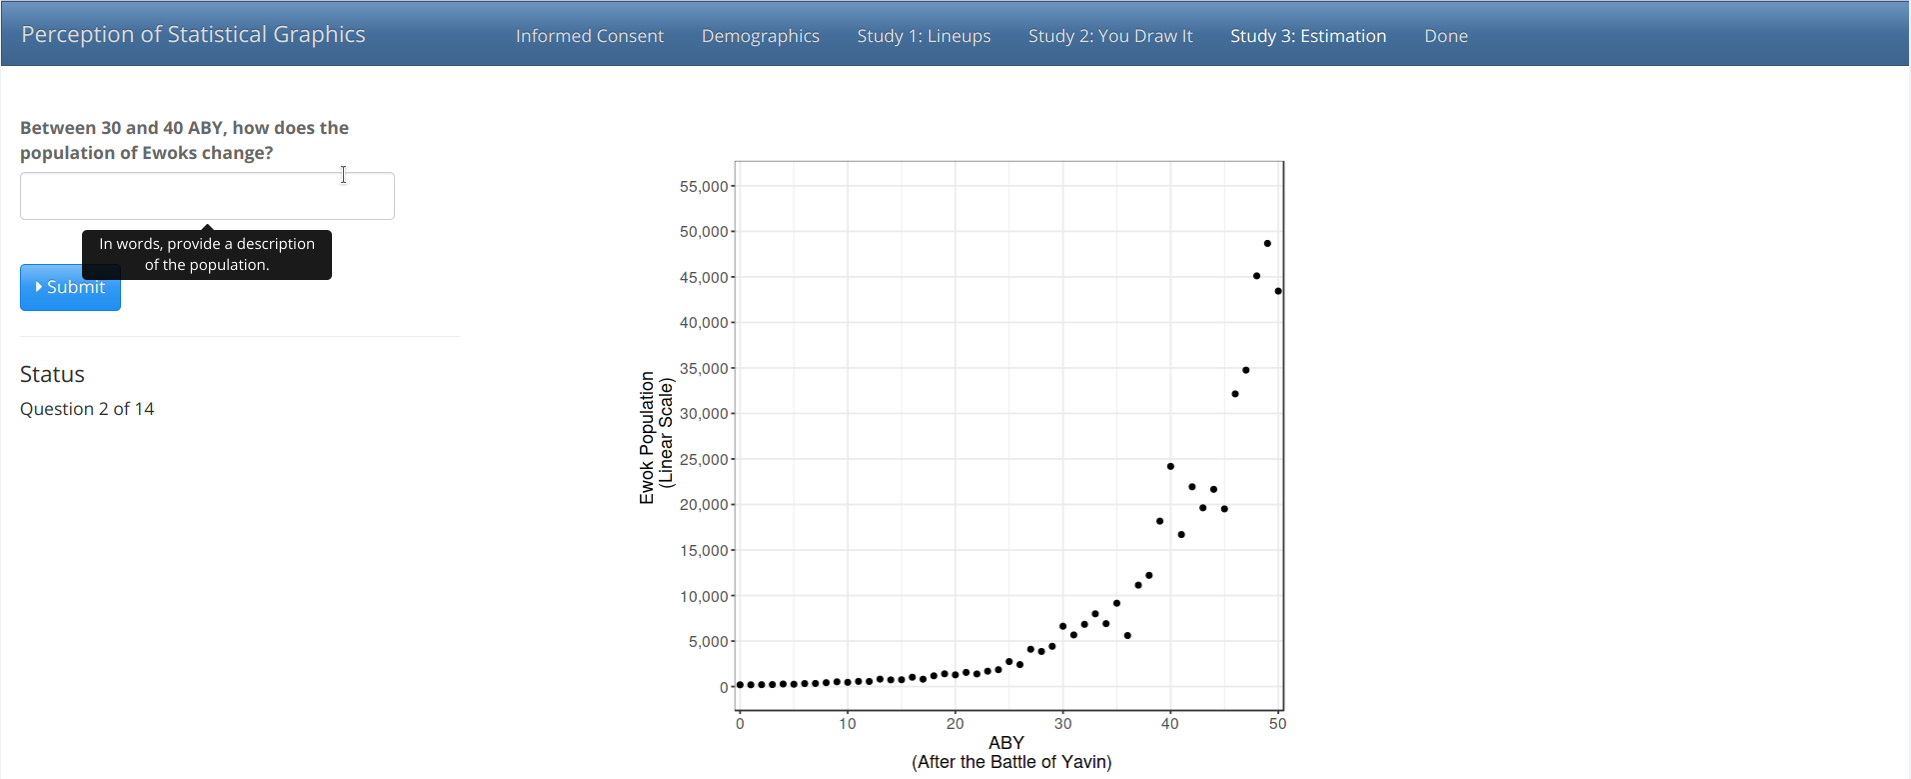 Perception of Statistical Graphics
Informed Consent
Demographics
Study 1: Lineups
Study 2: You Draw It
Study 3: Estimation
Done
Between 30 and 40 ABY, how does the
population of Ewoks change?
In words, provide a description
of the population.
Submit
Status
Question 2 of 14
Ewok Population
(Linear Scale)
55,000
50,000
45,000
40,000
35,000
30,000
25,000
20,000
15,000
10,000
5,000
0
0 10 20 30 40 50
ABY
(After the Battle of Yavin)